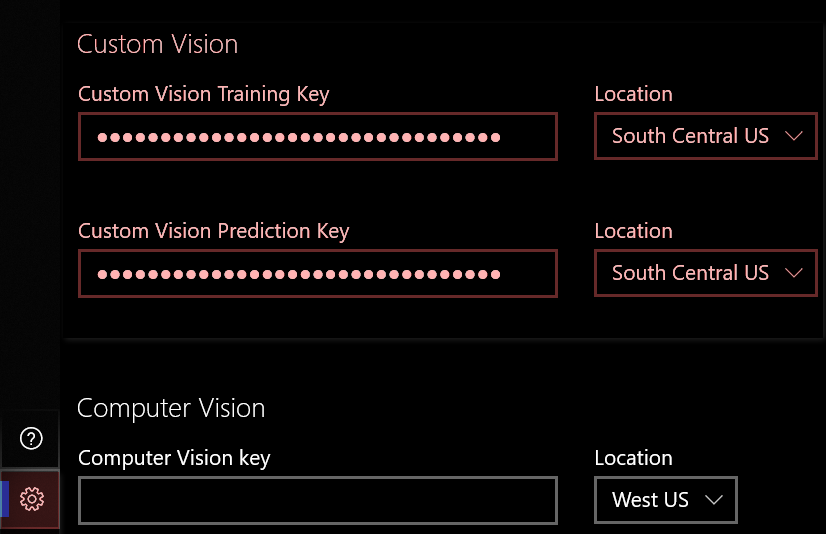 Custom Vision
Custom Vision Training Key
Location
●●●●●●●●●●●●●●●●●●●●●●●●●●●●●●●●
South Central US
Custom Vision Prediction Key
Location
●●●●●●●●●●●●●●●●●●●●●●●●●●●●●●●●
South Central US
Computer Vision
Computer Vision key
Location
West US
?